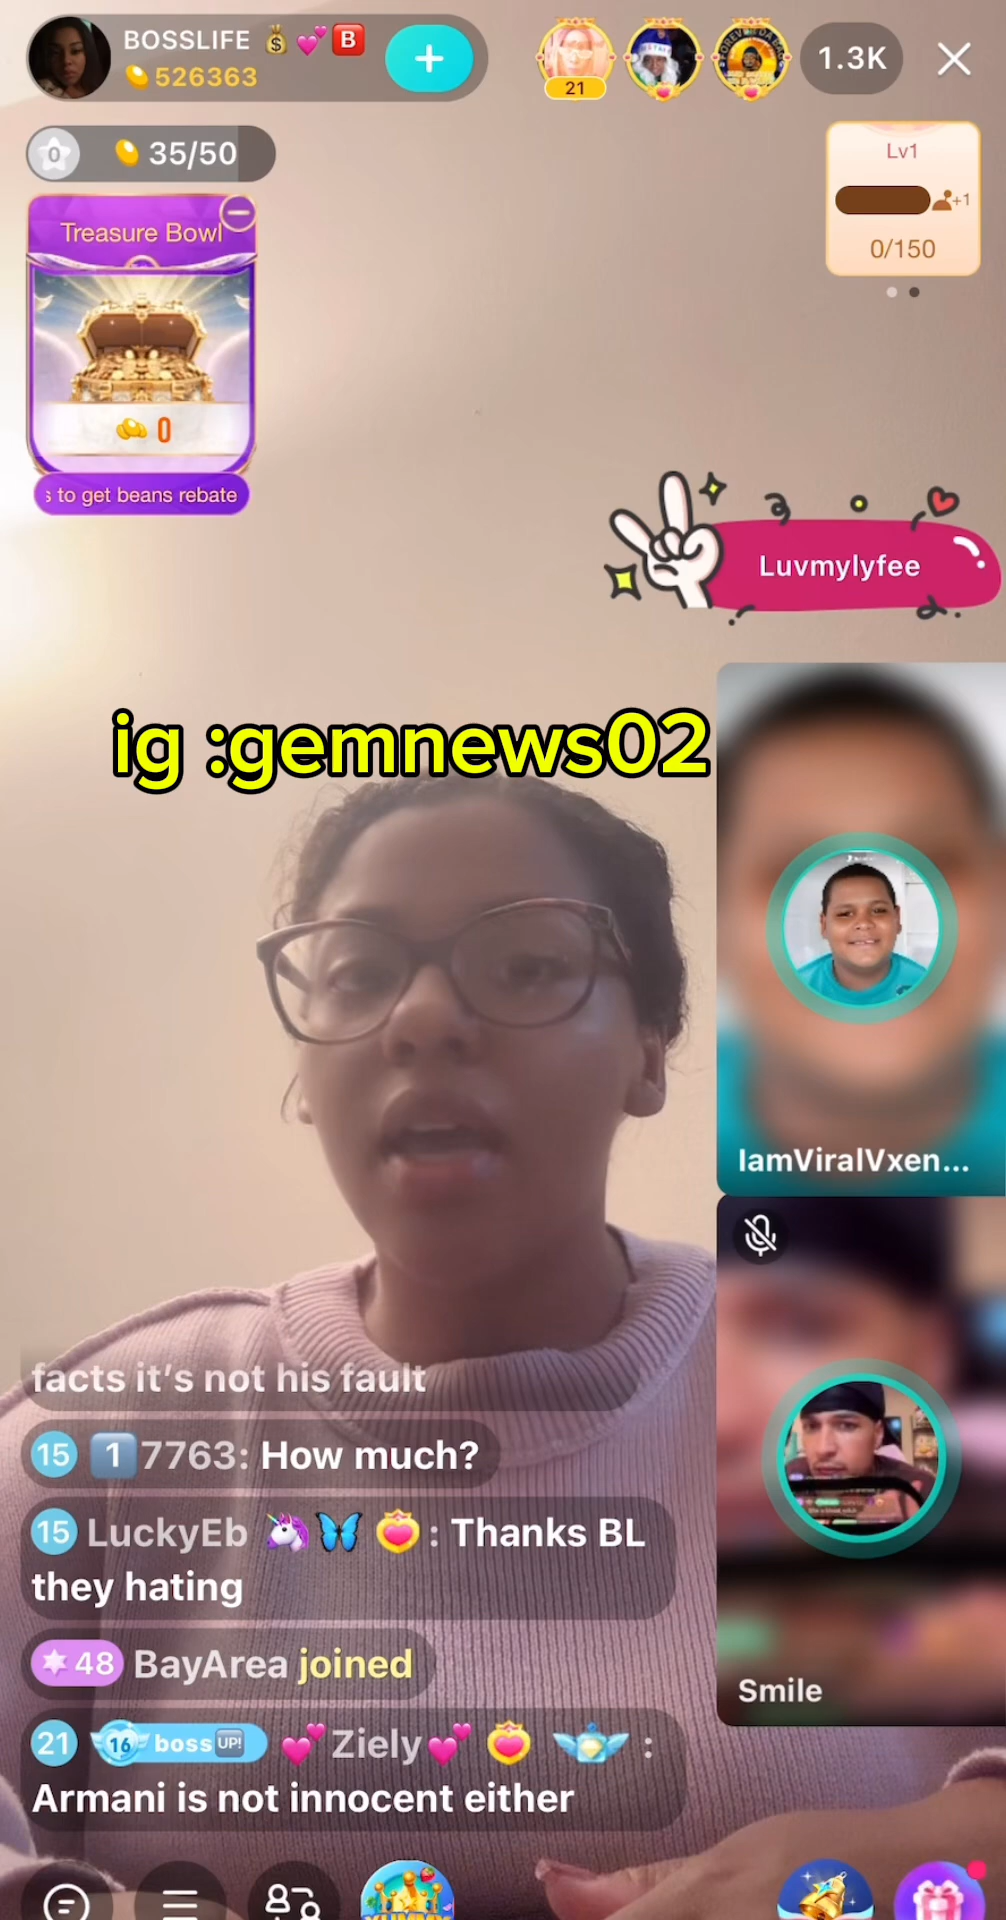 BOSSLIFE 💰 💕 🅱️
526363
21
1.3K
0 35/50
Lv1
+1
0/150
Treasure Bowl
0
to get beans rebate
Luvmylyfee
ig :gemnews02
IamViralVxen...
facts it's not his fault
15 1️⃣7763: How much?
15 LuckyEb 🦄🦋 : Thanks BL
they hating
48 BayArea joined
21 16 boss UP! 💕Ziely💕 :
Armani is not innocent either
Smile